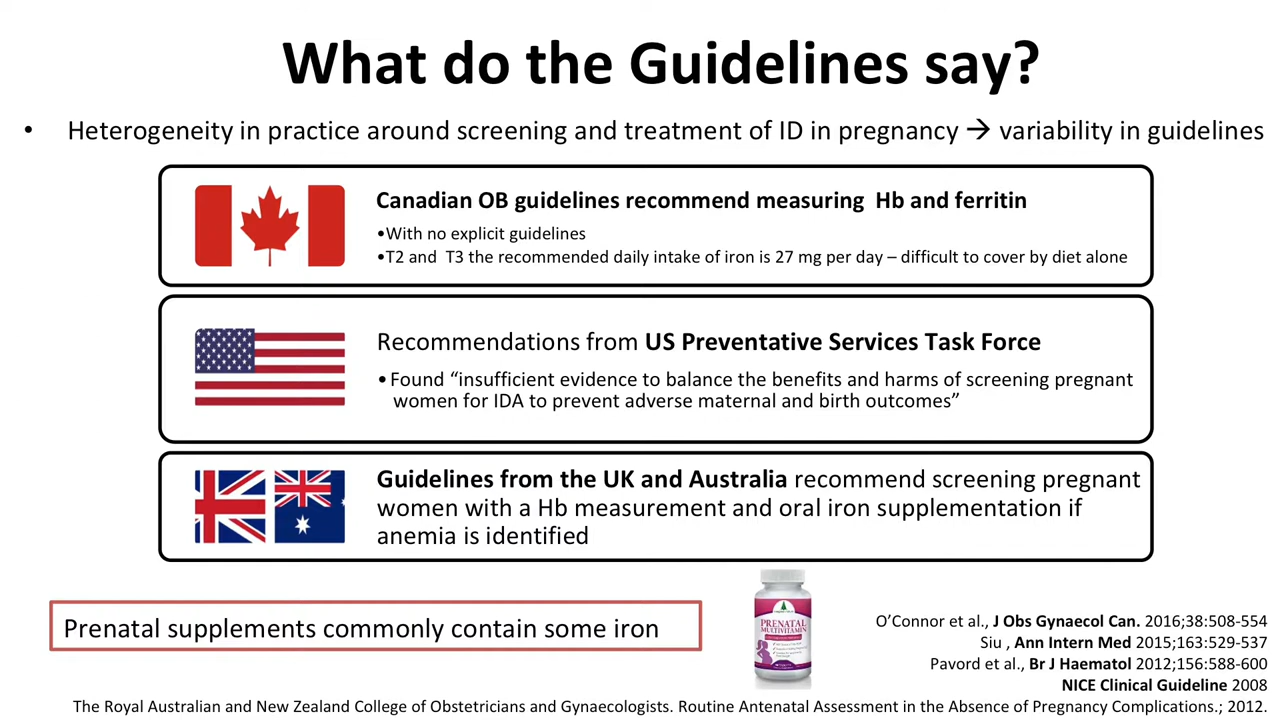 What do the Guidelines say?
• Heterogeneity in practice around screening and treatment of ID in pregnancy → variability in guidelines
Canadian OB guidelines recommend measuring Hb and ferritin
•With no explicit guidelines
•T2 and T3 the recommended daily intake of iron is 27 mg per day – difficult to cover by diet alone
Recommendations from US Preventative Services Task Force
• Found “insufficient evidence to balance the benefits and harms of screening pregnant
women for IDA to prevent adverse maternal and birth outcomes”
Guidelines from the UK and Australia recommend screening pregnant
women with a Hb measurement and oral iron supplementation if
anemia is identified
Prenatal supplements commonly contain some iron
PRENATAL
MULTIVITAMIN
O’Connor et al., J Obs Gynaecol Can. 2016;38:508-554
Siu , Ann Intern Med 2015;163:529-537
Pavord et al., Br J Haematol 2012;156:588-600
NICE Clinical Guideline 2008
The Royal Australian and New Zealand College of Obstetricians and Gynaecologists. Routine Antenatal Assessment in the Absence of Pregnancy Complications.; 2012.